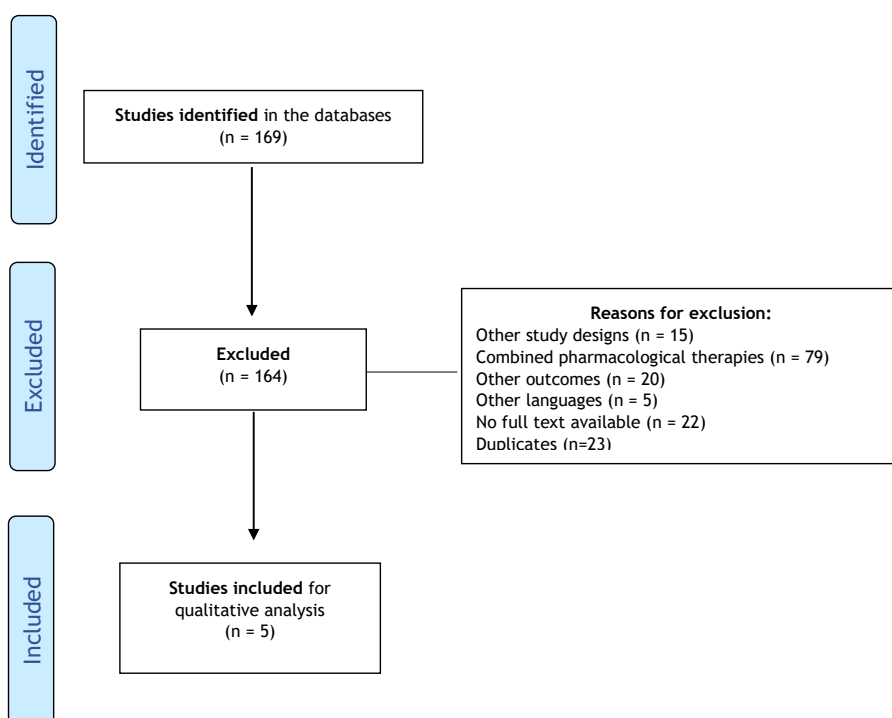 Identified
Studies identified in the databases
(n = 169)
Excluded
Excluded
(n = 164)
Reasons for exclusion:
Other study designs (n = 15)
Combined pharmacological therapies (n = 79)
Other outcomes (n = 20)
Other languages (n = 5)
No full text available (n = 22)
Duplicates (n=23)
Included
Studies included for
qualitative analysis
(n = 5)